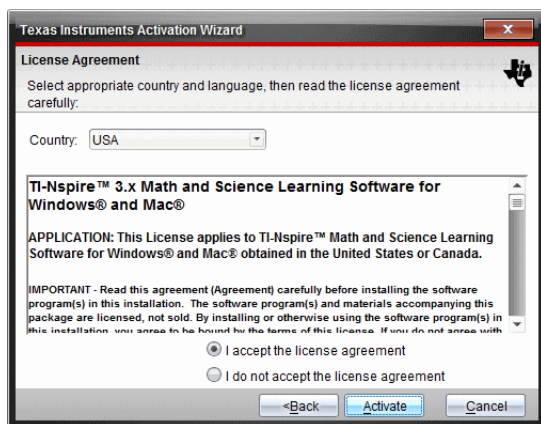 Texas Instruments Activation Wizard
License Agreement
Select appropriate country and language, then read the license agreement
carefully:
Country: USA
TI-Nspire™ 3.x Math and Science Learning Software for
Windows® and Mac®
APPLICATION: This License applies to TI-Nspire™ Math and Science Learning
Software for Windows® and Mac® obtained in the United States or Canada.
IMPORTANT - Read this agreement (Agreement) carefully before installing the software
program(s) in this installation. The software program(s) and materials accompanying this
package are licensed, not sold. By installing or otherwise using the software program(s) in
this installation, you agree to be bound by the terms of this license. If you do not agree with
I accept the license agreement
I do not accept the license agreement
<Back Activate Cancel